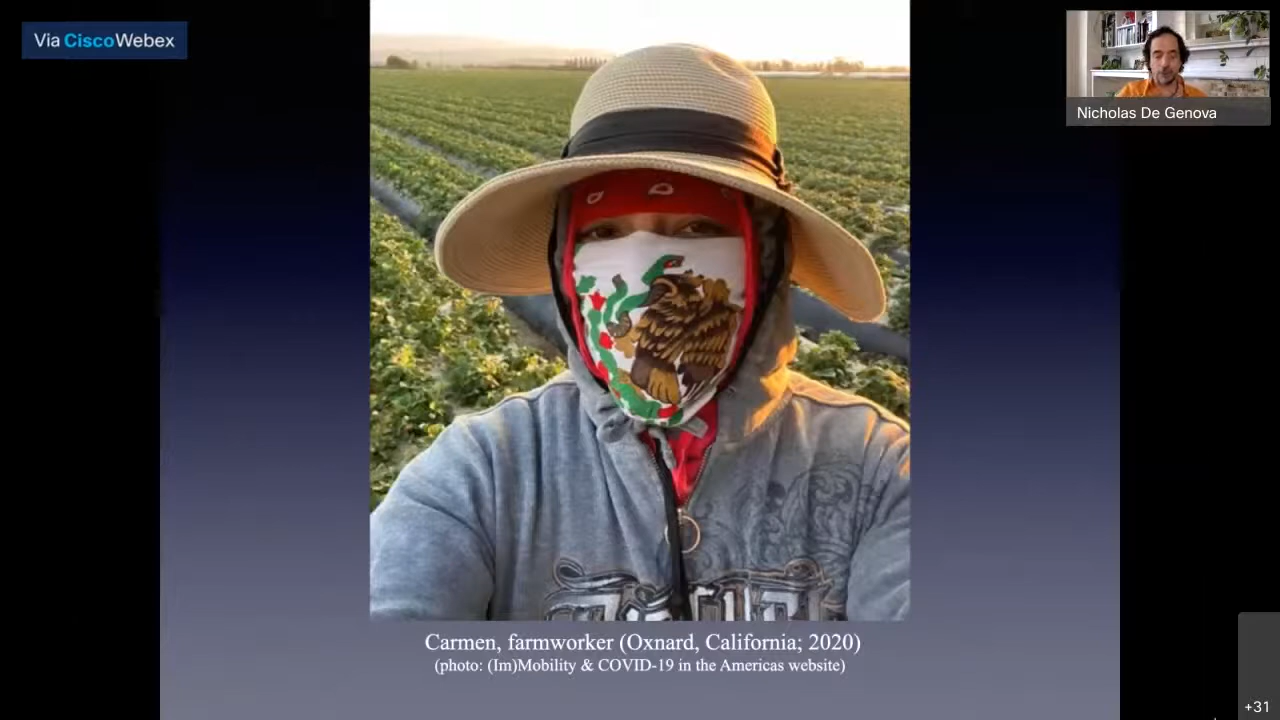 Via CiscoWebex
Nicholas De Genova
Carmen, farmworker (Oxnard, California; 2020)
(photo: (Im)Mobility & COVID-19 in the Americas website)
+31